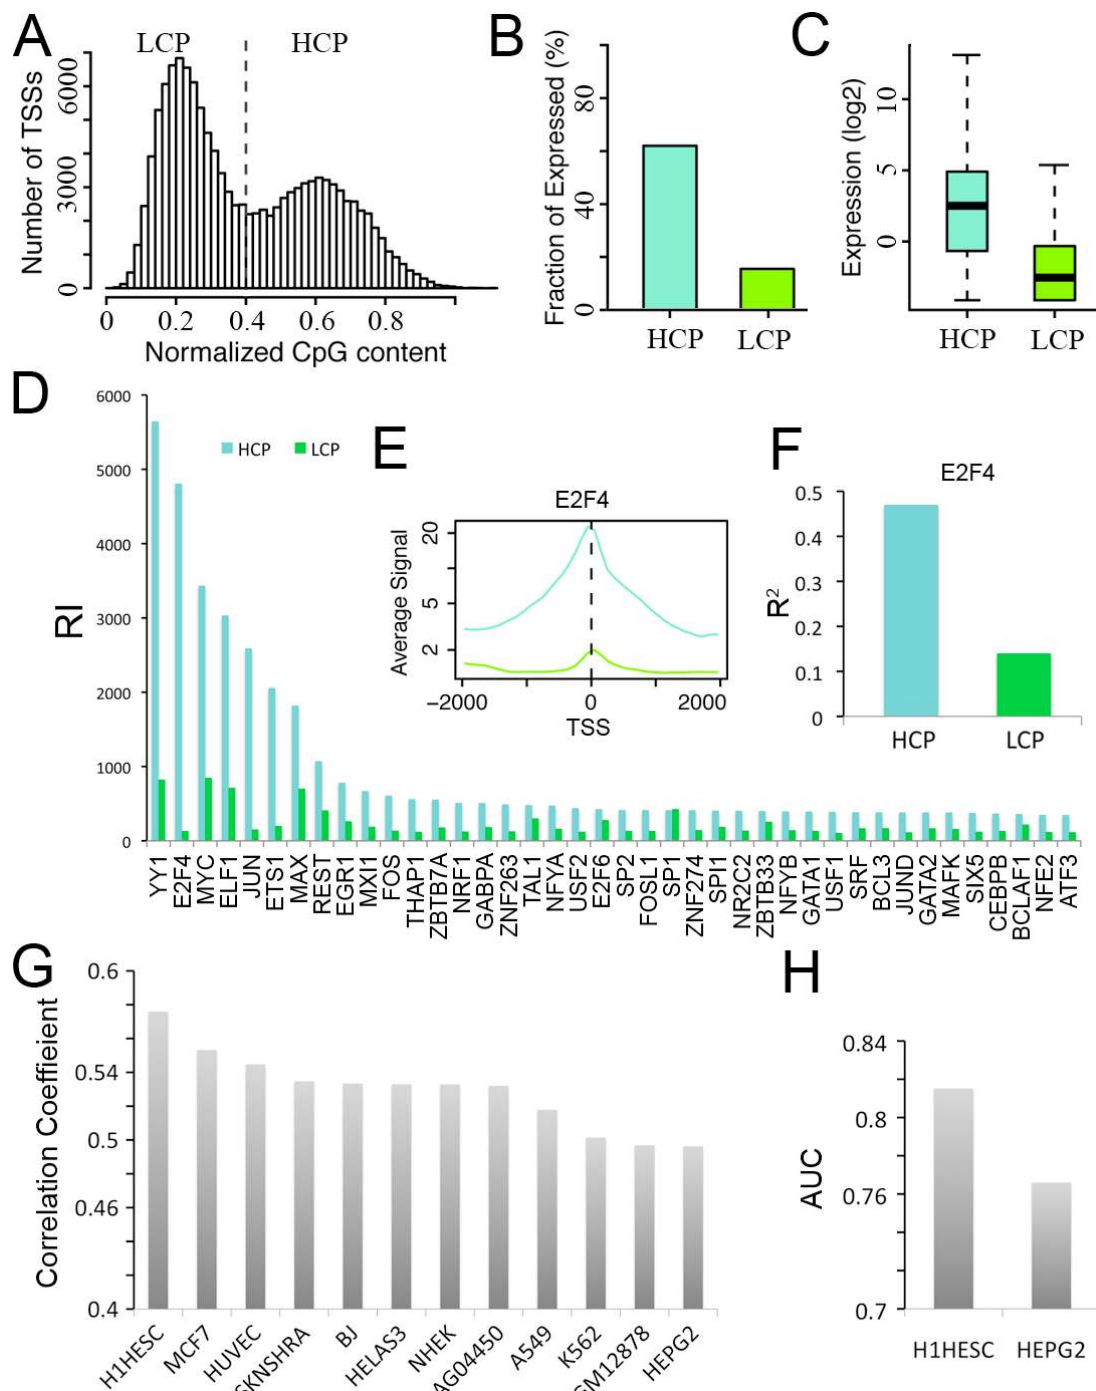 A
LCP
HCP
Number of TSSs
0
3000
6000
0
0.2
0.4
0.6
0.8
Normalized CpG content
B
Fraction of Expressed (%)
0
40
80
HCP
LCP
C
Expression (log2)
0
5
10
HCP
LCP
D
RI
6000
5000
4000
3000
2000
1000
0
HCP
LCP
YY1
E2F4
MYC
ELF1
JUN
ETS1
MAX
REST
EGR1
MXI1
FOS
THAP1
ZBTB7A
NRF1
GABPA
ZNF263
TAL1
NFYA
USF2
E2F6
SP2
FOSL1
SP1
ZNF274
SPI1
NR2C2
ZBTB33
NFYB
GATA1
USF1
SRF
BCL3
JUND
GATA2
MAFK
SIX5
CEBPB
BCLAF1
NFE2
ATF3
E
E2F4
Average Signal
20
5
2
−2000
0
2000
TSS
F
E2F4
R²
0.5
0.4
0.3
0.2
0.1
0
HCP
LCP
G
Correlation Coeffieient
0.6
0.54
0.5
0.46
0.4
H1HESC
MCF7
HUVEC
SKNSHRA
BJ
HELAS3
NHEK
AG04450
A549
K562
GM12878
HEPG2
H
AUC
0.84
0.8
0.76
0.7
H1HESC
HEPG2